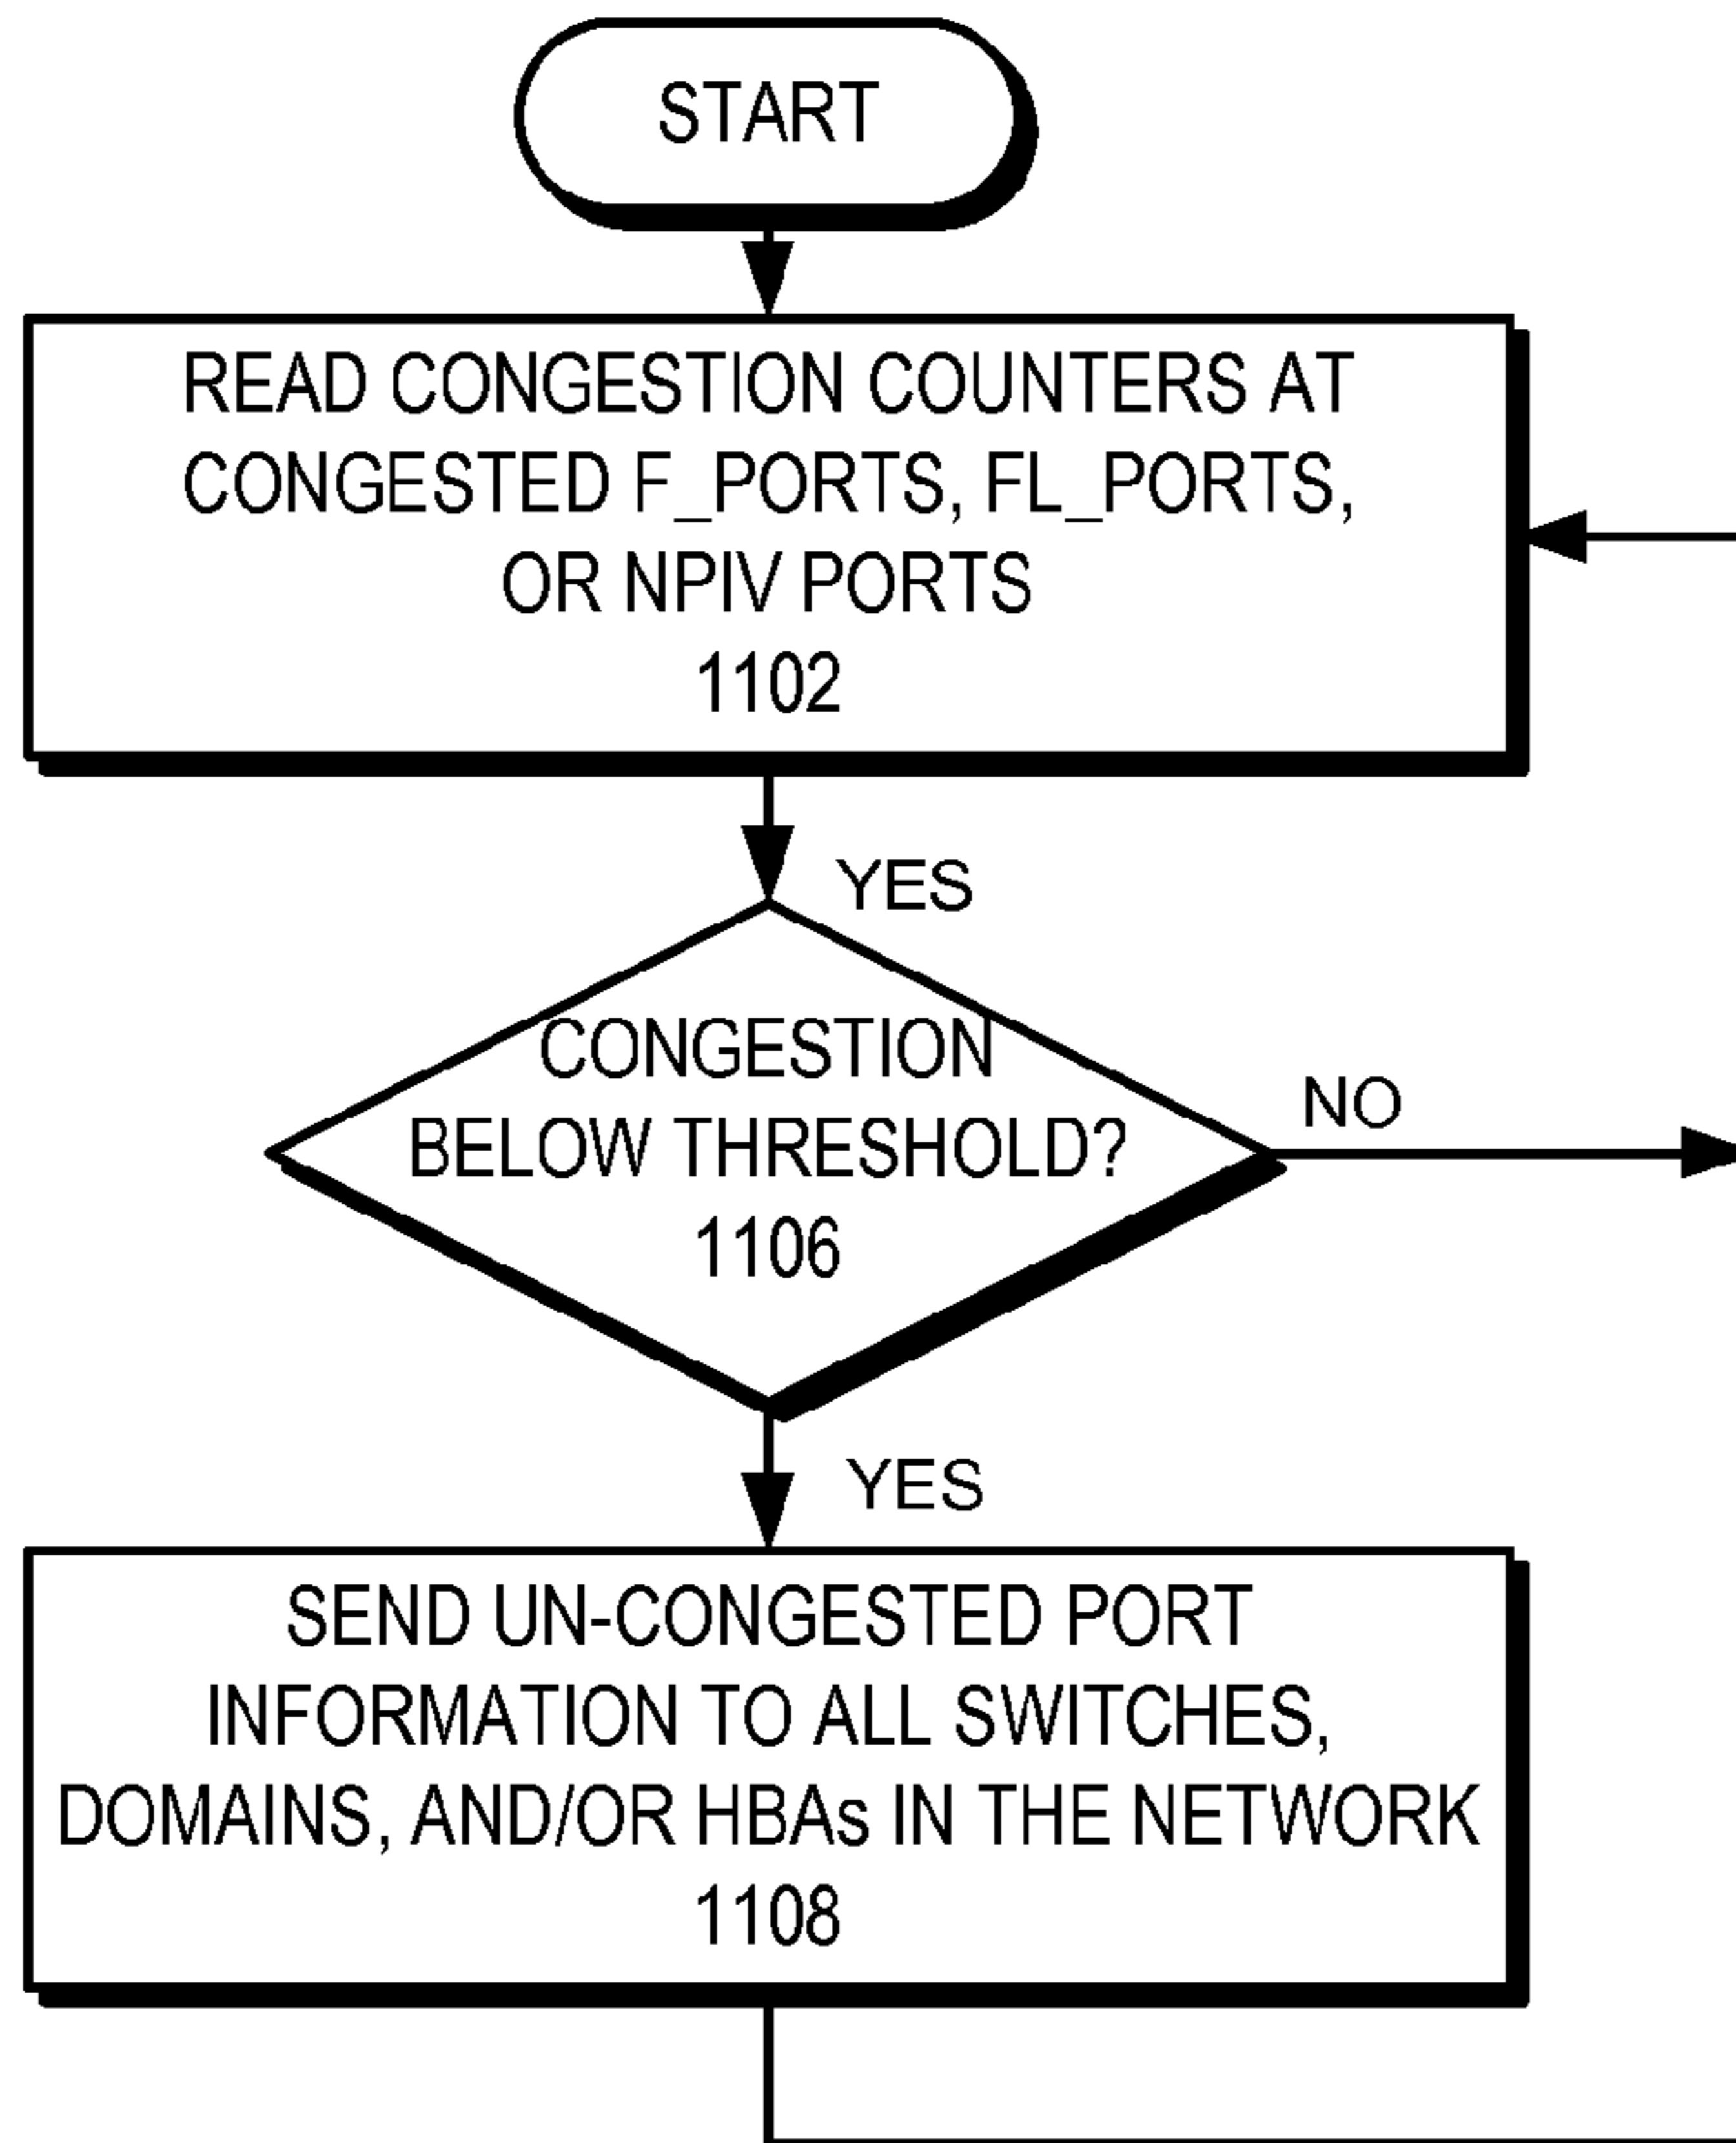 START
READ CONGESTION COUNTERS AT
CONGESTED F_PORTS, FL_PORTS,
OR NPIV PORTS
1102
YES
CONGESTION
BELOW THRESHOLD?
1106
NO
YES
SEND UN-CONGESTED PORT
INFORMATION TO ALL SWITCHES,
DOMAINS, AND/OR HBAs IN THE NETWORK
1108